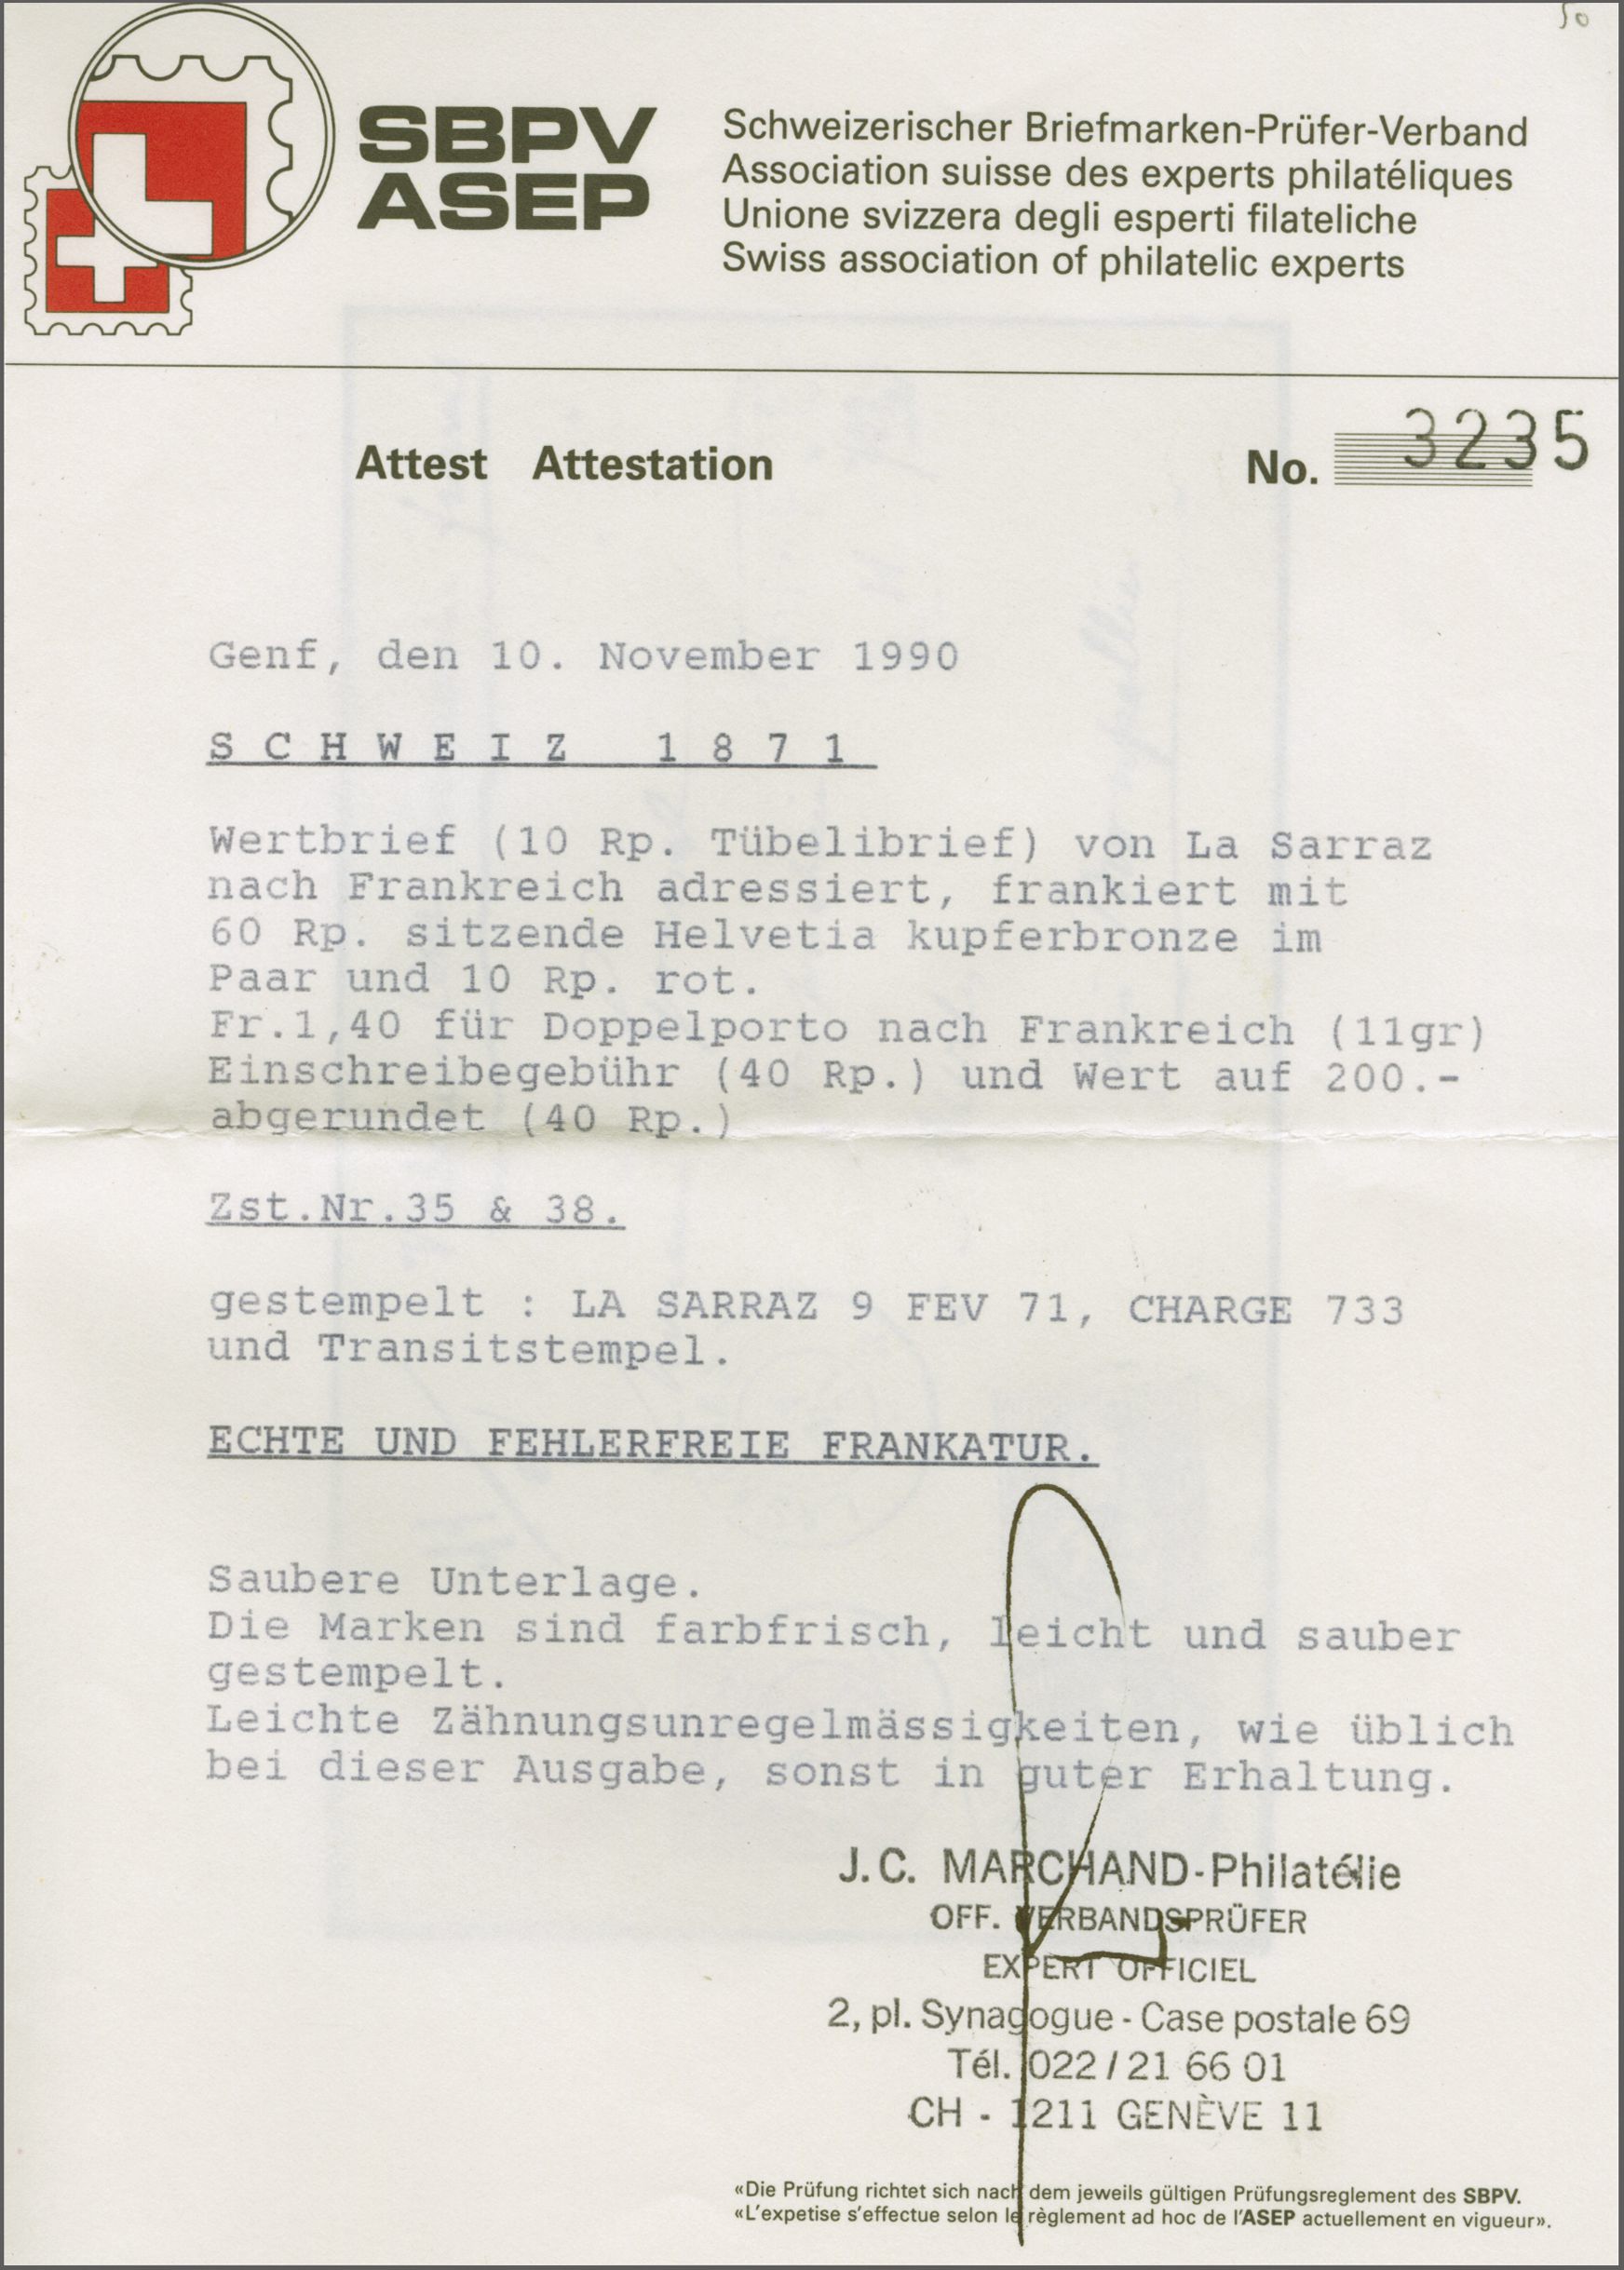 50
SBPV
ASEP
Schweizerischer Briefmarken-Prüfer-Verband
Association suisse des experts philatéliques
Unione svizzera degli esperti filateliche
Swiss association of philatelic experts
Attest Attestation
No. 3235
Genf, den 10. November 1990
SCHWEIZ 1871
Wertbrief (10 Rp. Tübelibrief) von La Sarraz
nach Frankreich adressiert, frankiert mit
60 Rp. sitzende Helvetia kupferbronze im
Paar und 10 Rp. rot.
Fr.1,40 für Doppelporto nach Frankreich (11gr)
Einschreibegebühr (40 Rp.) und Wert auf 200.-
abgerundet (40 Rp.)
Zst.Nr.35 & 38.
gestempelt : LA SARRAZ 9 FEV 71, CHARGE 733
und Transitstempel.
ECHTE UND FEHLERFREIE FRANKATUR.
Saubere Unterlage.
Die Marken sind farbfrisch, leicht und sauber
gestempelt.
Leichte Zähnungsunregelmässigkeiten, wie üblich
bei dieser Ausgabe, sonst in guter Erhaltung.
J.C. MARCHAND-Philatélie
OFF. VERBANDSPRÜFER
EXPERT OFFICIEL
2, pl. Synagogue - Case postale 69
Tél. 022 / 21 66 01
CH - 1211 GENÈVE 11
«Die Prüfung richtet sich nach dem jeweils gültigen Prüfungsreglement des SBPV.
«L'expetise s'effectue selon le règlement ad hoc de l'ASEP actuellement en vigueur».